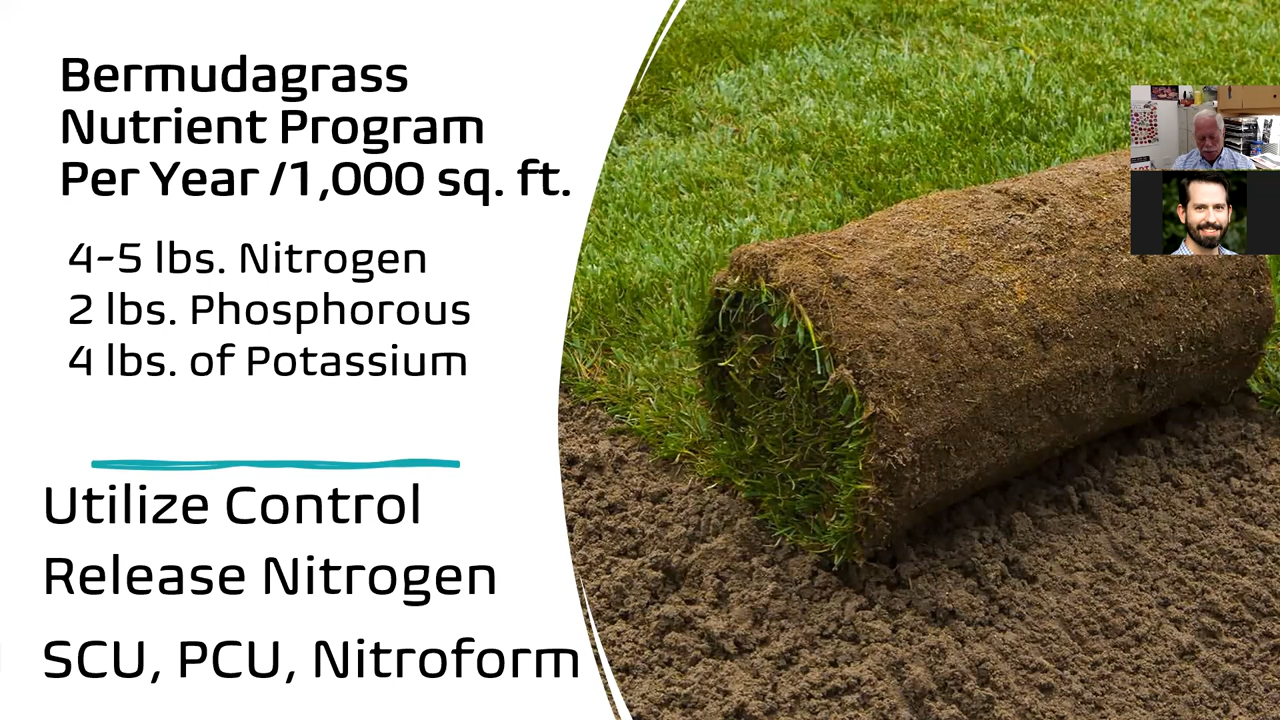 Bermudagrass
Nutrient Program
Per Year /1,000 sq. ft.
4-5 lbs. Nitrogen
2 lbs. Phosphorous
4 lbs. of Potassium
Utilize Control
Release Nitrogen
SCU, PCU, Nitroform